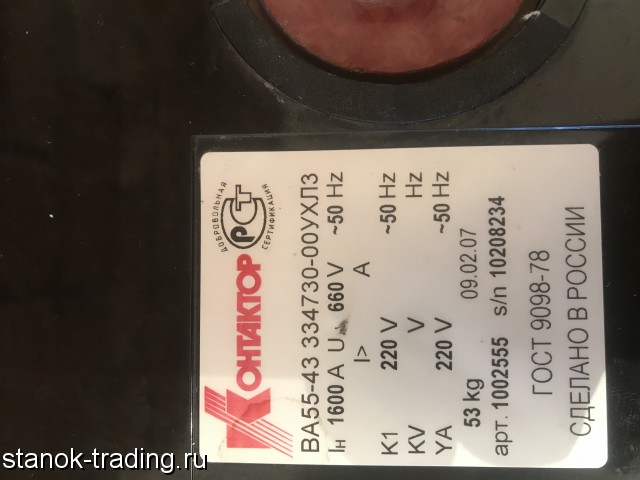 КОНТАКТОР
ДОБРОВОЛЬНАЯ
РСТ
СЕРТИФИКАЦИЯ
ВА55-43 334730-00УХЛ3
Iн 1600 А U 660 V ~50 Hz
I> А
К1 220 V ~50 Hz
KV V Hz
YA 220 V ~50 Hz
53 kg 09.02.07
арт. 1002555 s/n 10208234
ГОСТ 9098-78
СДЕЛАНО В РОССИИ
stanok-trading.ru